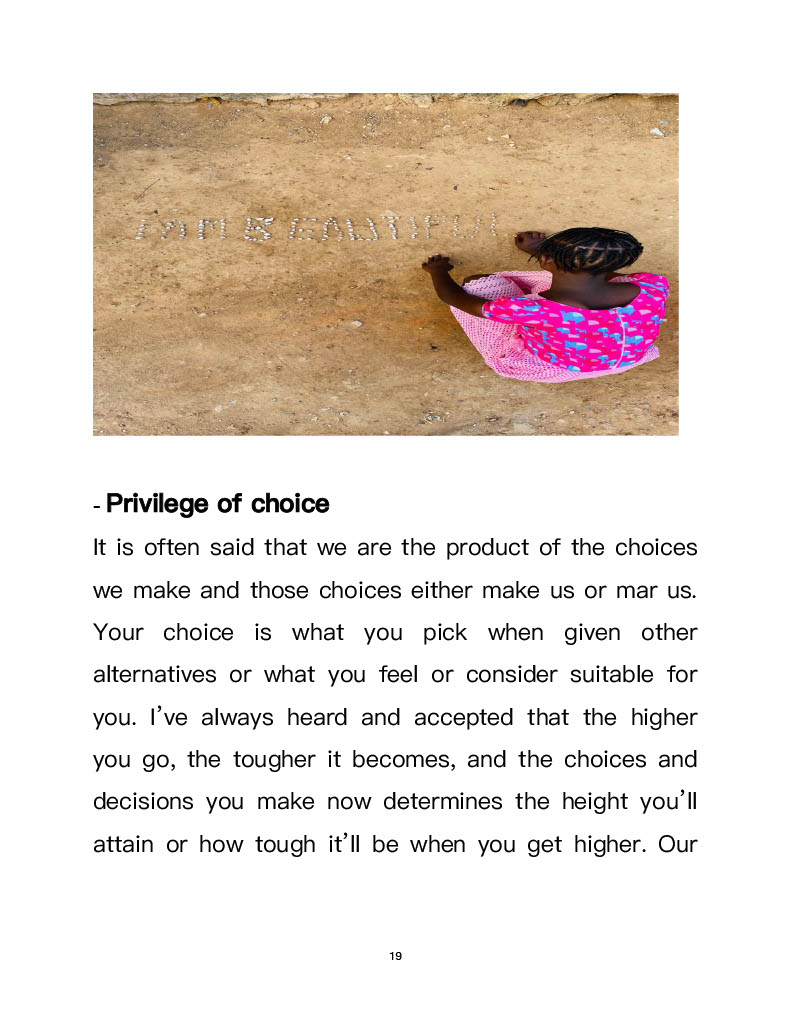 I AM BEAUTIFUL
- Privilege of choice
It is often said that we are the product of the choices
we make and those choices either make us or mar us.
Your choice is what you pick when given other
alternatives or what you feel or consider suitable for
you. I’ve always heard and accepted that the higher
you go, the tougher it becomes, and the choices and
decisions you make now determines the height you’ll
attain or how tough it’ll be when you get higher. Our
19